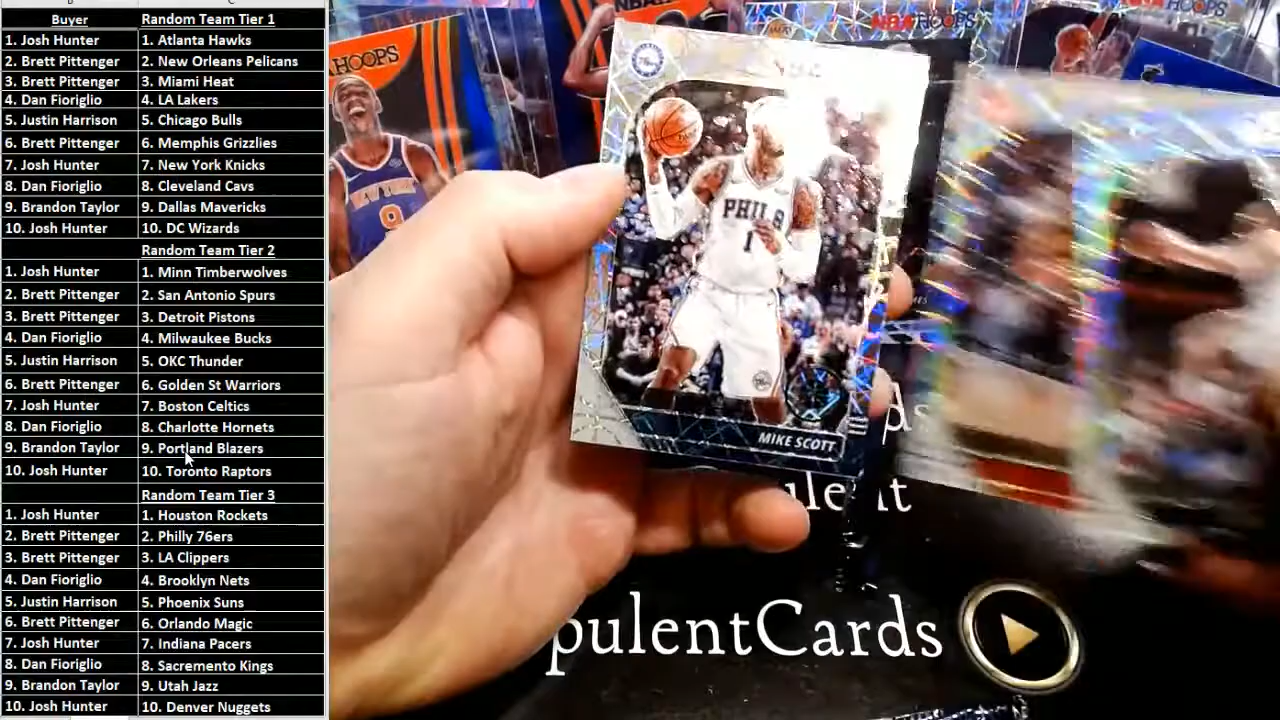 Buyer Random Team Tier 1
1. Josh Hunter 1. Atlanta Hawks
2. Brett Pittenger 2. New Orleans Pelicans
3. Brett Pittenger 3. Miami Heat
4. Dan Fioriglio 4. LA Lakers
5. Justin Harrison 5. Chicago Bulls
6. Brett Pittenger 6. Memphis Grizzlies
7. Josh Hunter 7. New York Knicks
8. Dan Fioriglio 8. Cleveland Cavs
9. Brandon Taylor 9. Dallas Mavericks
10. Josh Hunter 10. DC Wizards
Random Team Tier 2
1. Josh Hunter 1. Minn Timberwolves
2. Brett Pittenger 2. San Antonio Spurs
3. Brett Pittenger 3. Detroit Pistons
4. Dan Fioriglio 4. Milwaukee Bucks
5. Justin Harrison 5. OKC Thunder
6. Brett Pittenger 6. Golden St Warriors
7. Josh Hunter 7. Boston Celtics
8. Dan Fioriglio 8. Charlotte Hornets
9. Brandon Taylor 9. Portland Blazers
10. Josh Hunter 10. Toronto Raptors
Random Team Tier 3
1. Josh Hunter 1. Houston Rockets
2. Brett Pittenger 2. Philly 76ers
3. Brett Pittenger 3. LA Clippers
4. Dan Fioriglio 4. Brooklyn Nets
5. Justin Harrison 5. Phoenix Suns
6. Brett Pittenger 6. Orlando Magic
7. Josh Hunter 7. Indiana Pacers
8. Dan Fioriglio 8. Sacremento Kings
9. Brandon Taylor 9. Utah Jazz
10. Josh Hunter 10. Denver Nuggets
HOOPS
NBA HOOPS
NEW YORK
9
PHILA
1
MIKE SCOTT
ds
ulent
pulentCards